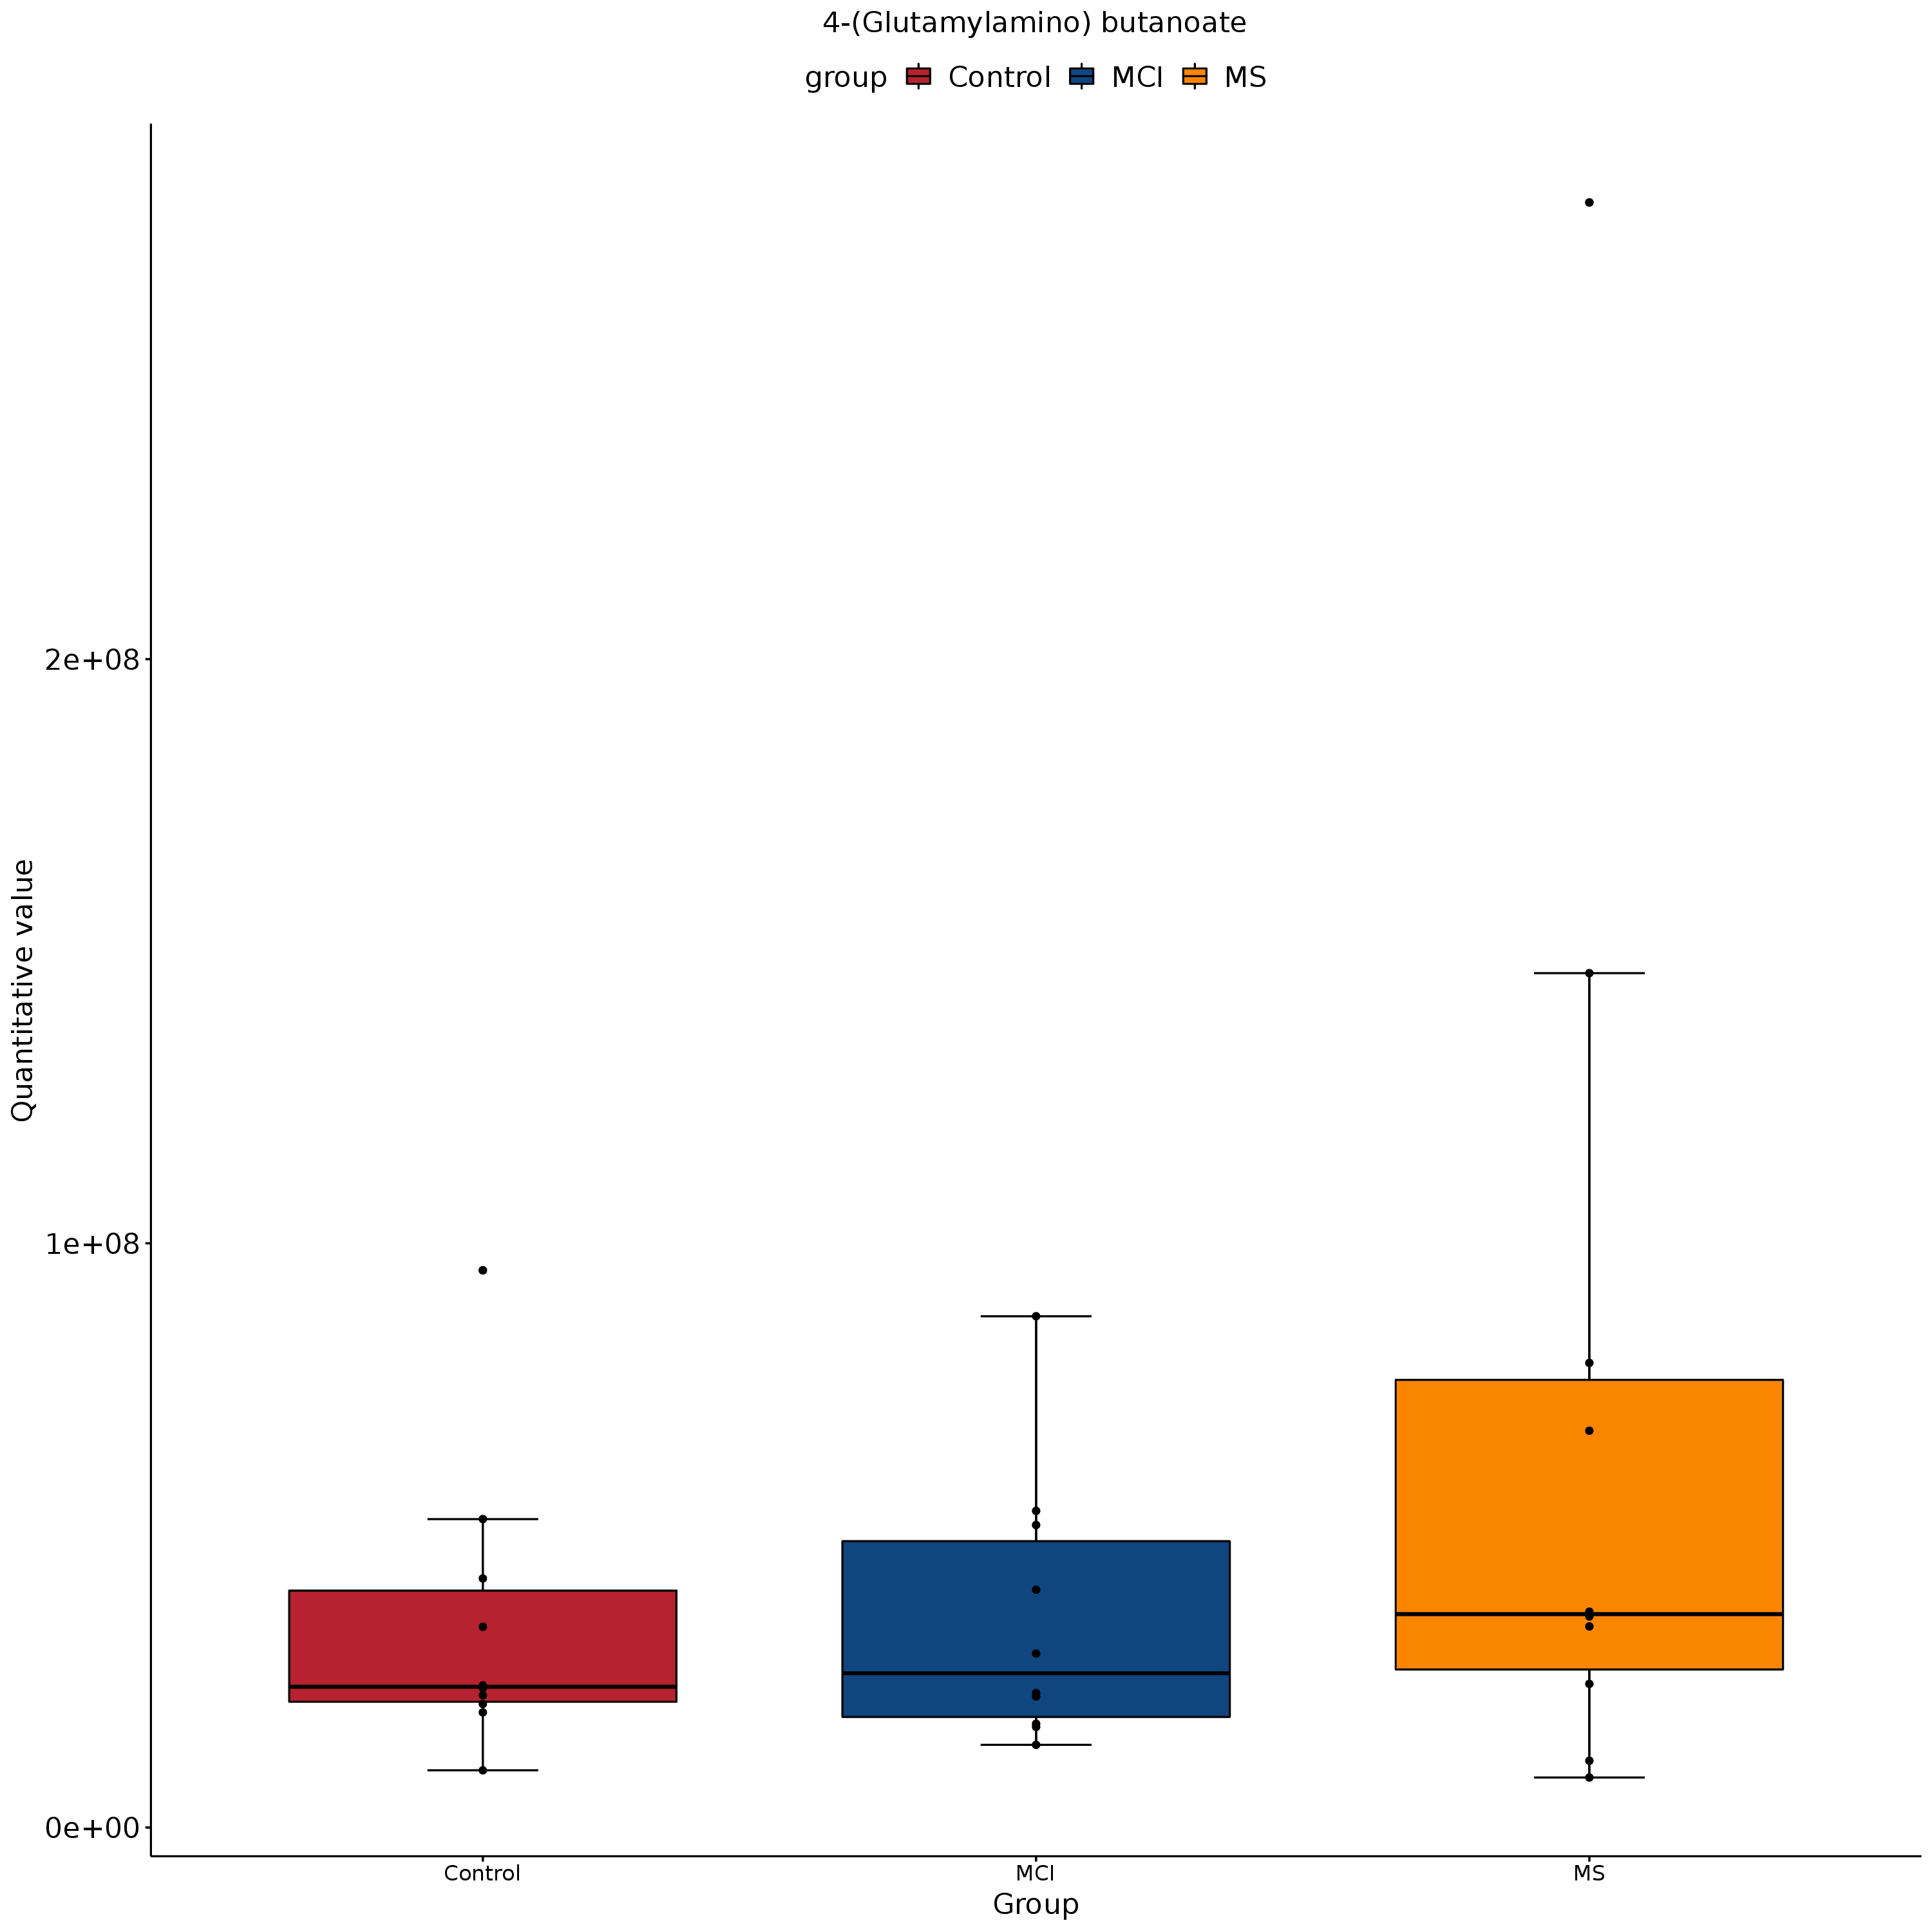 4-(Glutamylamino) butanoate
group Control MCI MS
Quantitative value
2e+08
1e+08
0e+00
Control MCI MS
Group